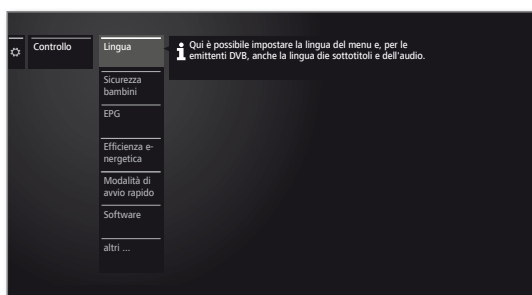 Controllo
Lingua
Qui è possibile impostare la lingua del menu e, per le
emittenti DVB, anche la lingua die sottotitoli e dell'audio.
Sicurezza
bambini
EPG
Efficienza e-
nergetica
Modalità di
avvio rapido
Software
altri ...